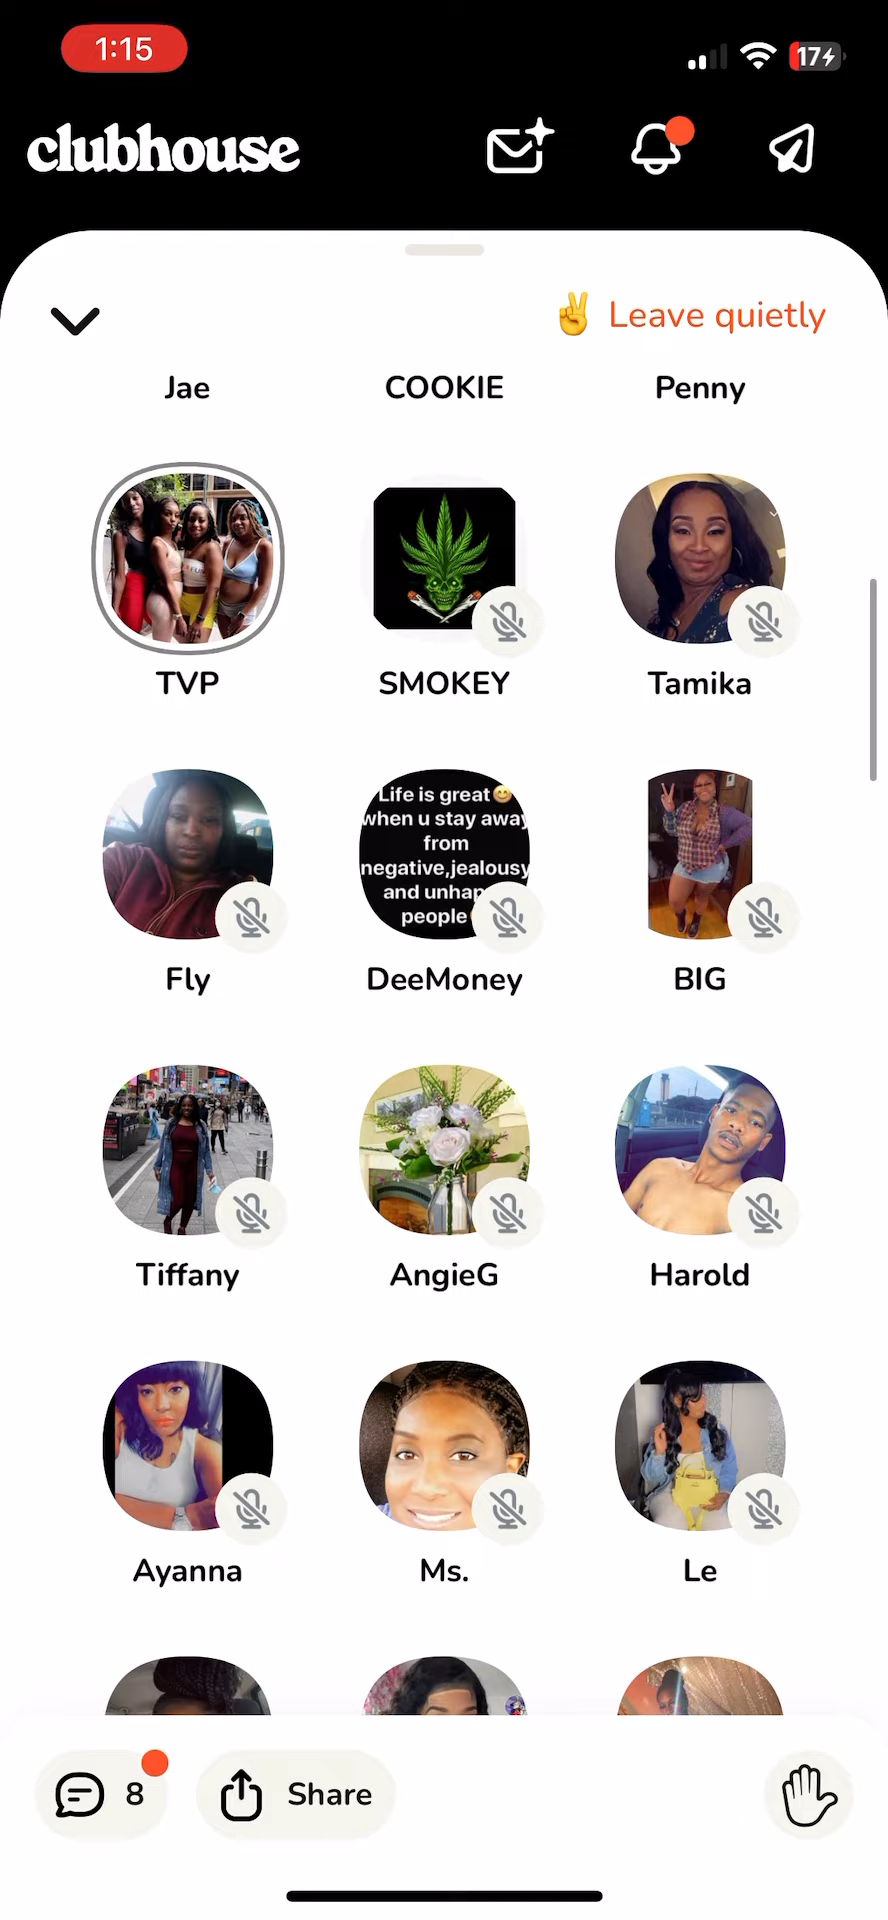 1:15
17
clubhouse
✌️ Leave quietly
Jae
COOKIE
Penny
TVP
SMOKEY
Tamika
Life is great😊
when u stay away
from
negative,jealousy
and unhap
people
Fly
DeeMoney
BIG
Tiffany
AngieG
Harold
Ayanna
Ms.
Le
8
Share